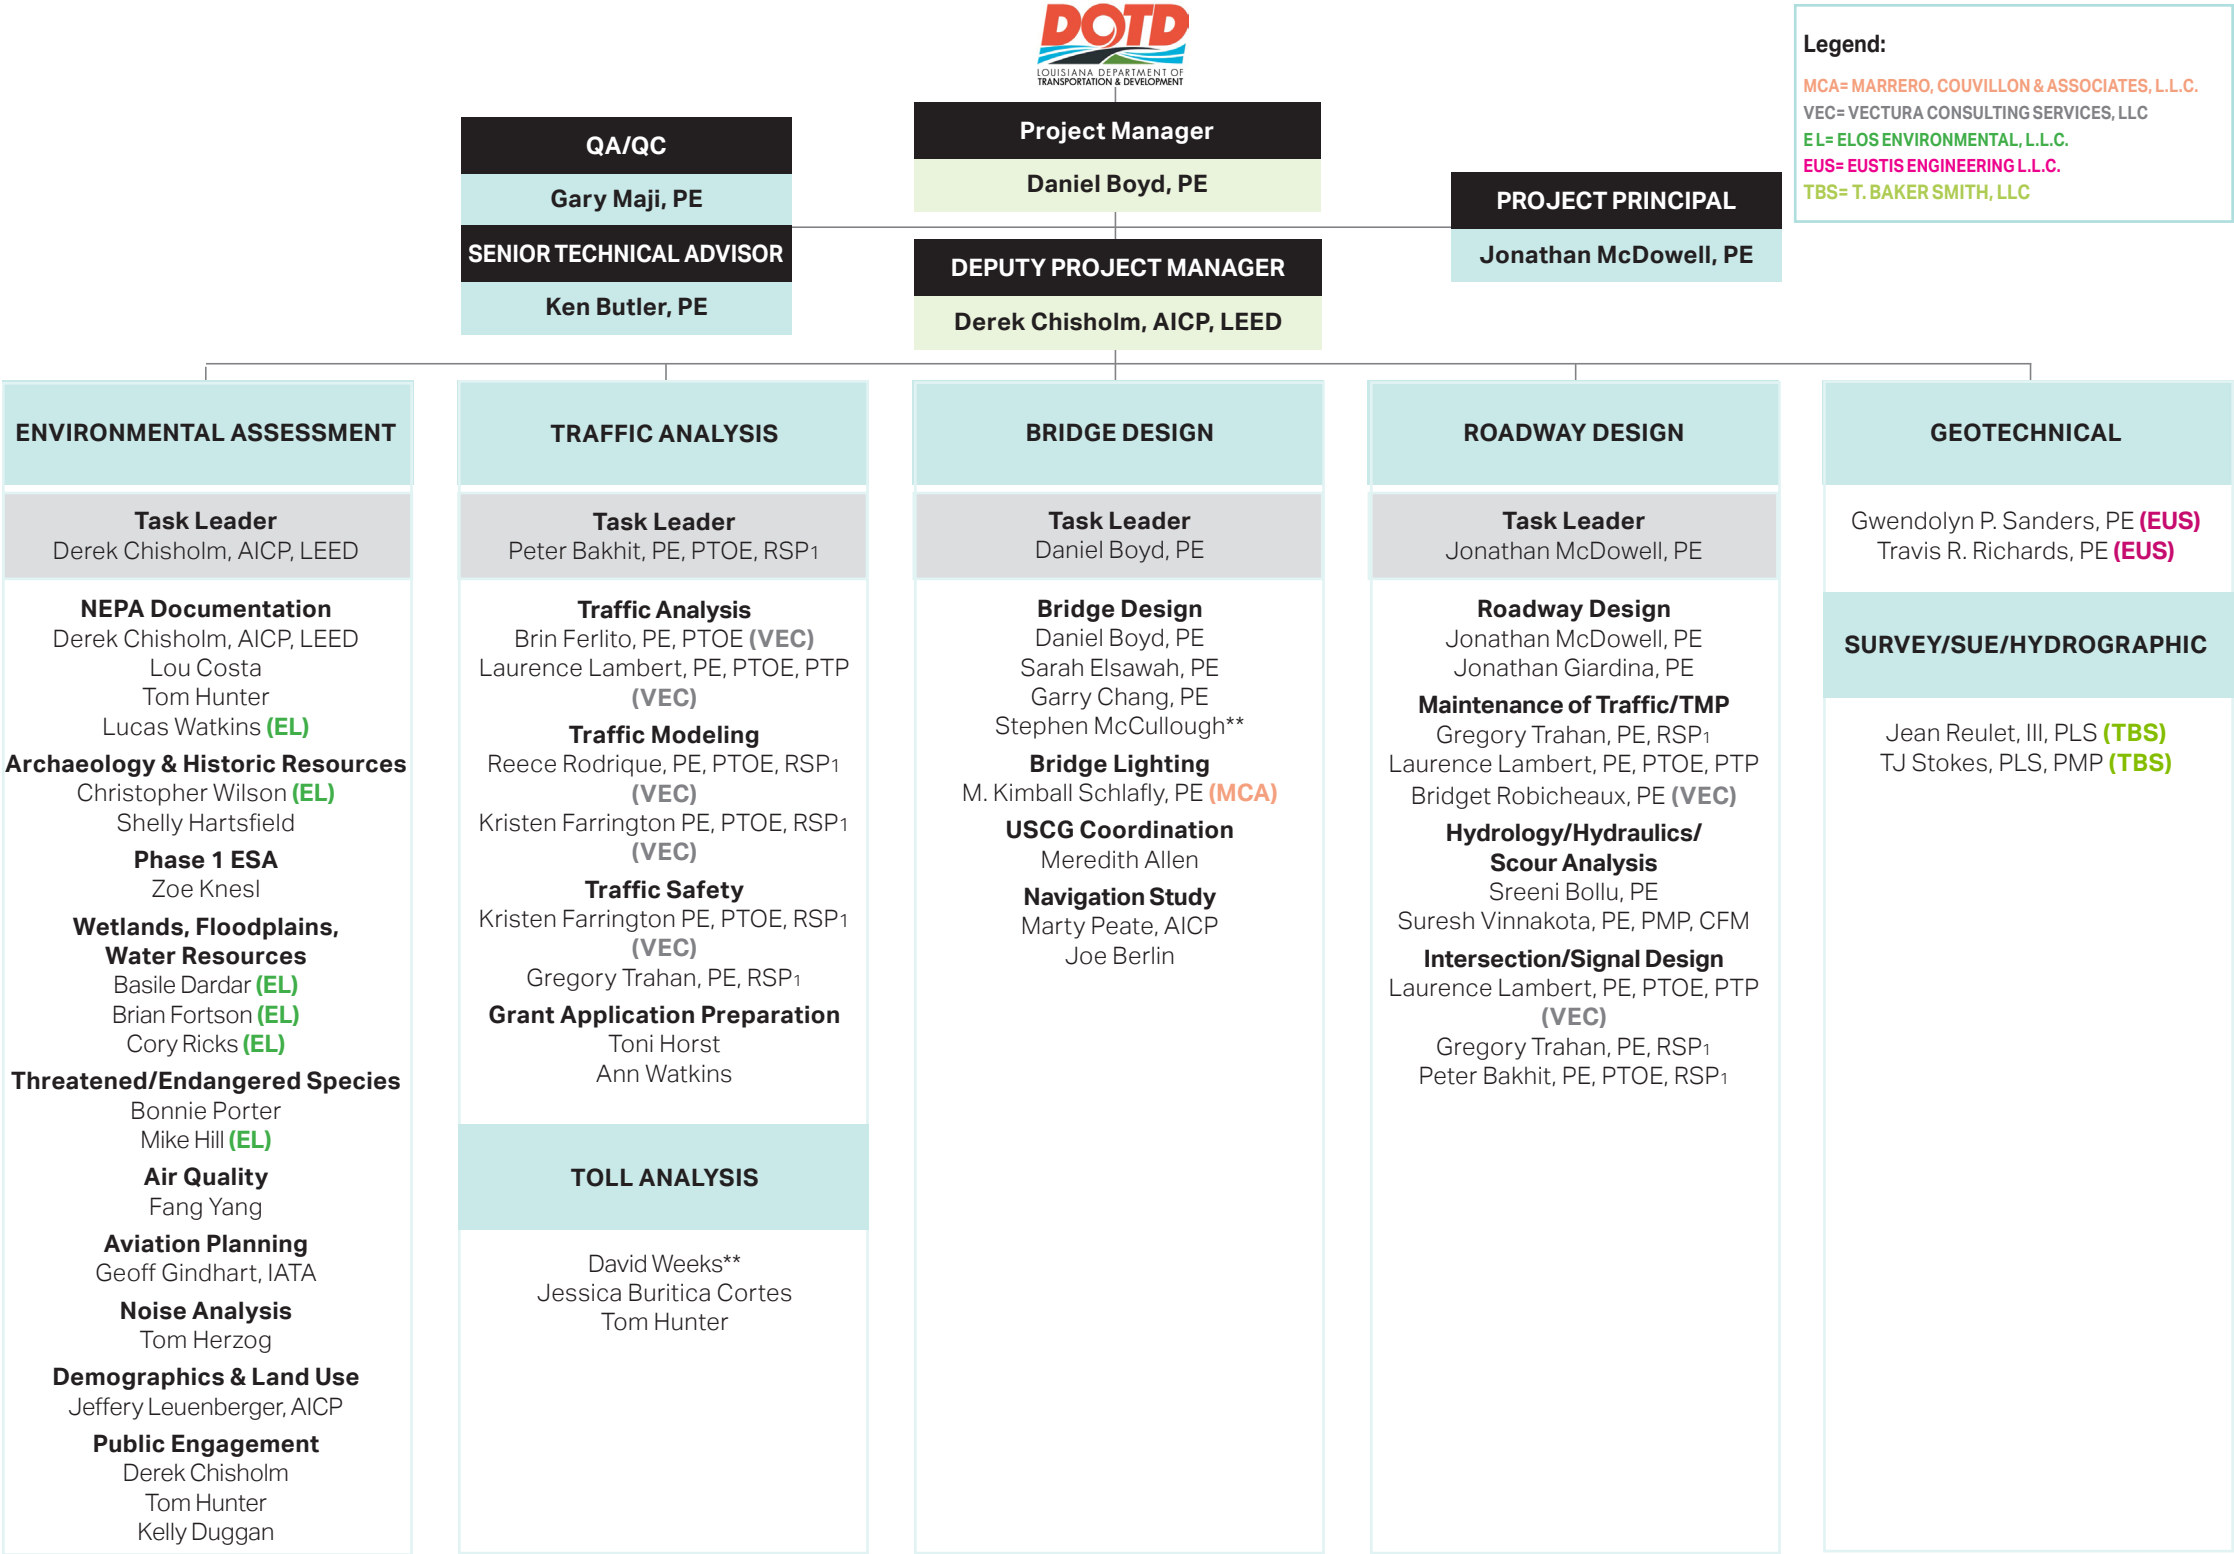 DOTD
LOUISIANA DEPARTMENT OF
TRANSPORTATION & DEVELOPMENT
Legend:
MCA= MARRERO, COUVILLON & ASSOCIATES, L.L.C.
VEC= VECTURA CONSULTING SERVICES, LLC
EL= ELOS ENVIRONMENTAL, L.L.C.
EUS= EUSTIS ENGINEERING L.L.C.
TBS= T. BAKER SMITH, LLC
QA/QC
Gary Maji, PE
SENIOR TECHNICAL ADVISOR
Ken Butler, PE
Project Manager
Daniel Boyd, PE
DEPUTY PROJECT MANAGER
Derek Chisholm, AICP, LEED
PROJECT PRINCIPAL
Jonathan McDowell, PE
ENVIRONMENTAL ASSESSMENT
Task Leader
Derek Chisholm, AICP, LEED
NEPA Documentation
Derek Chisholm, AICP, LEED
Lou Costa
Tom Hunter
Lucas Watkins (EL)
Archaeology & Historic Resources
Christopher Wilson (EL)
Shelly Hartsfield
Phase 1 ESA
Zoe Knesl
Wetlands, Floodplains,
Water Resources
Basile Dardar (EL)
Brian Fortson (EL)
Cory Ricks (EL)
Threatened/Endangered Species
Bonnie Porter
Mike Hill (EL)
Air Quality
Fang Yang
Aviation Planning
Geoff Gindhart, IATA
Noise Analysis
Tom Herzog
Demographics & Land Use
Jeffery Leuenberger, AICP
Public Engagement
Derek Chisholm
Tom Hunter
Kelly Duggan
TRAFFIC ANALYSIS
Task Leader
Peter Bakhit, PE, PTOE, RSP1
Traffic Analysis
Brin Ferlito, PE, PTOE (VEC)
Laurence Lambert, PE, PTOE, PTP
(VEC)
Traffic Modeling
Reece Rodrique, PE, PTOE, RSP1
(VEC)
Kristen Farrington PE, PTOE, RSP1
(VEC)
Traffic Safety
Kristen Farrington PE, PTOE, RSP1
(VEC)
Gregory Trahan, PE, RSP1
Grant Application Preparation
Toni Horst
Ann Watkins
TOLL ANALYSIS
David Weeks**
Jessica Buritica Cortes
Tom Hunter
BRIDGE DESIGN
Task Leader
Daniel Boyd, PE
Bridge Design
Daniel Boyd, PE
Sarah Elsawah, PE
Garry Chang, PE
Stephen McCullough**
Bridge Lighting
M. Kimball Schlafly, PE (MCA)
USCG Coordination
Meredith Allen
Navigation Study
Marty Peate, AICP
Joe Berlin
ROADWAY DESIGN
Task Leader
Jonathan McDowell, PE
Roadway Design
Jonathan McDowell, PE
Jonathan Giardina, PE
Maintenance of Traffic/TMP
Gregory Trahan, PE, RSP1
Laurence Lambert, PE, PTOE, PTP
Bridget Robicheaux, PE (VEC)
Hydrology/Hydraulics/
Scour Analysis
Sreeni Bollu, PE
Suresh Vinnakota, PE, PMP, CFM
Intersection/Signal Design
Laurence Lambert, PE, PTOE, PTP
(VEC)
Gregory Trahan, PE, RSP1
Peter Bakhit, PE, PTOE, RSP1
GEOTECHNICAL
Gwendolyn P. Sanders, PE (EUS)
Travis R. Richards, PE (EUS)
SURVEY/SUE/HYDROGRAPHIC
Jean Reulet, III, PLS (TBS)
TJ Stokes, PLS, PMP (TBS)